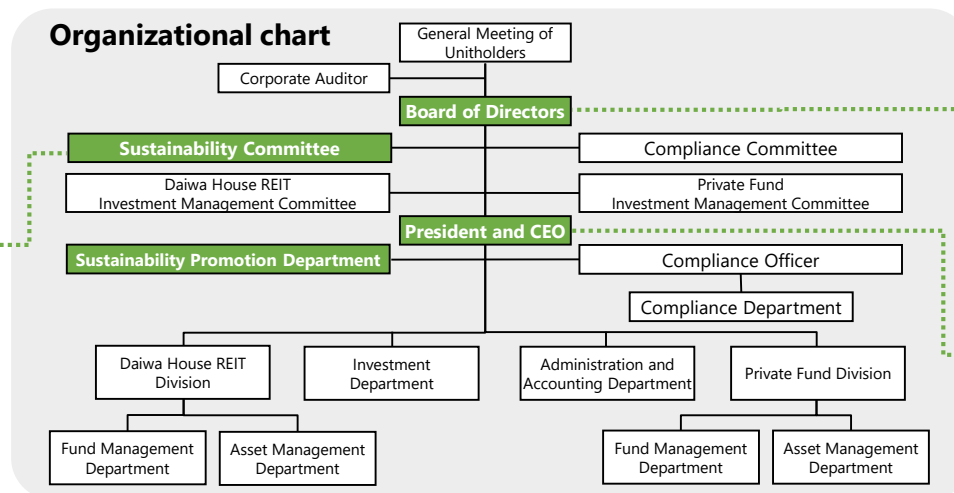 Organizational chart
General Meeting of
Unitholders
Corporate Auditor
Board of Directors
Sustainability Committee
Compliance Committee
Daiwa House REIT
Investment Management Committee
Private Fund
Investment Management Committee
President and CEO
Sustainability Promotion Department
Compliance Officer
Compliance Department
Daiwa House REIT
Division
Investment
Department
Administration and
Accounting Department
Private Fund Division
Fund Management
Department
Asset Management
Department
Fund Management
Department
Asset Management
Department